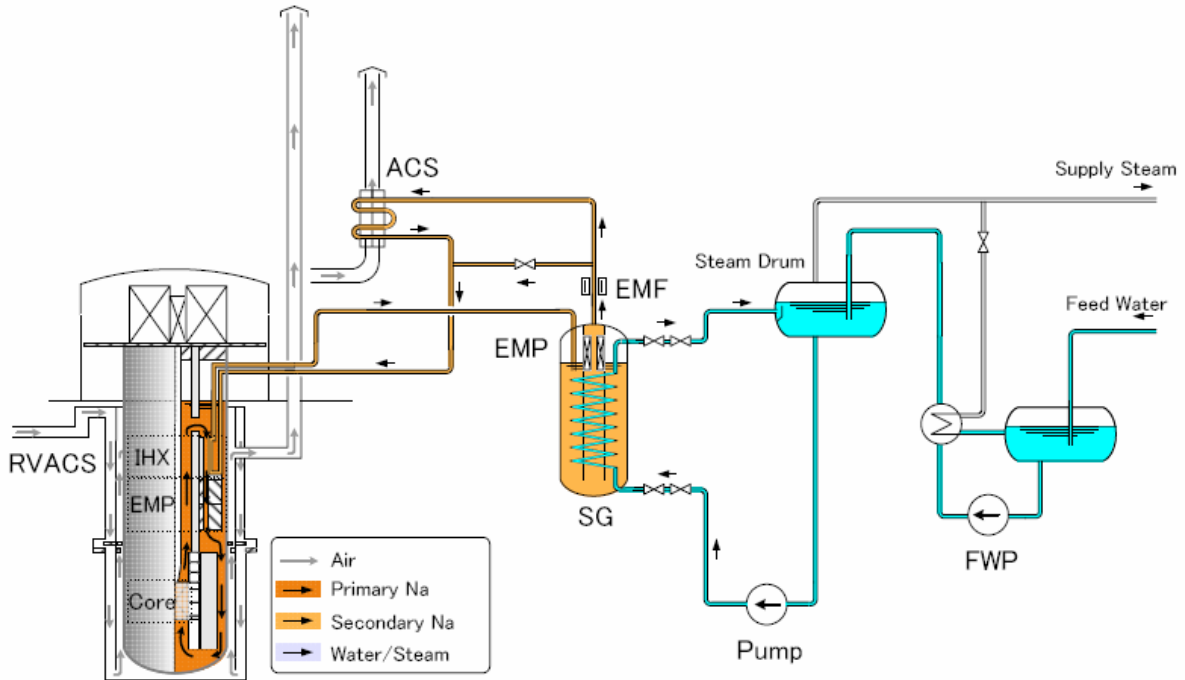 ACS
Supply Steam
Steam Drum
EMF
Feed Water
EMP
RVACS
IHX
EMP
SG
FWP
Core
Air
Primary Na
Secondary Na
Water/Steam
Pump